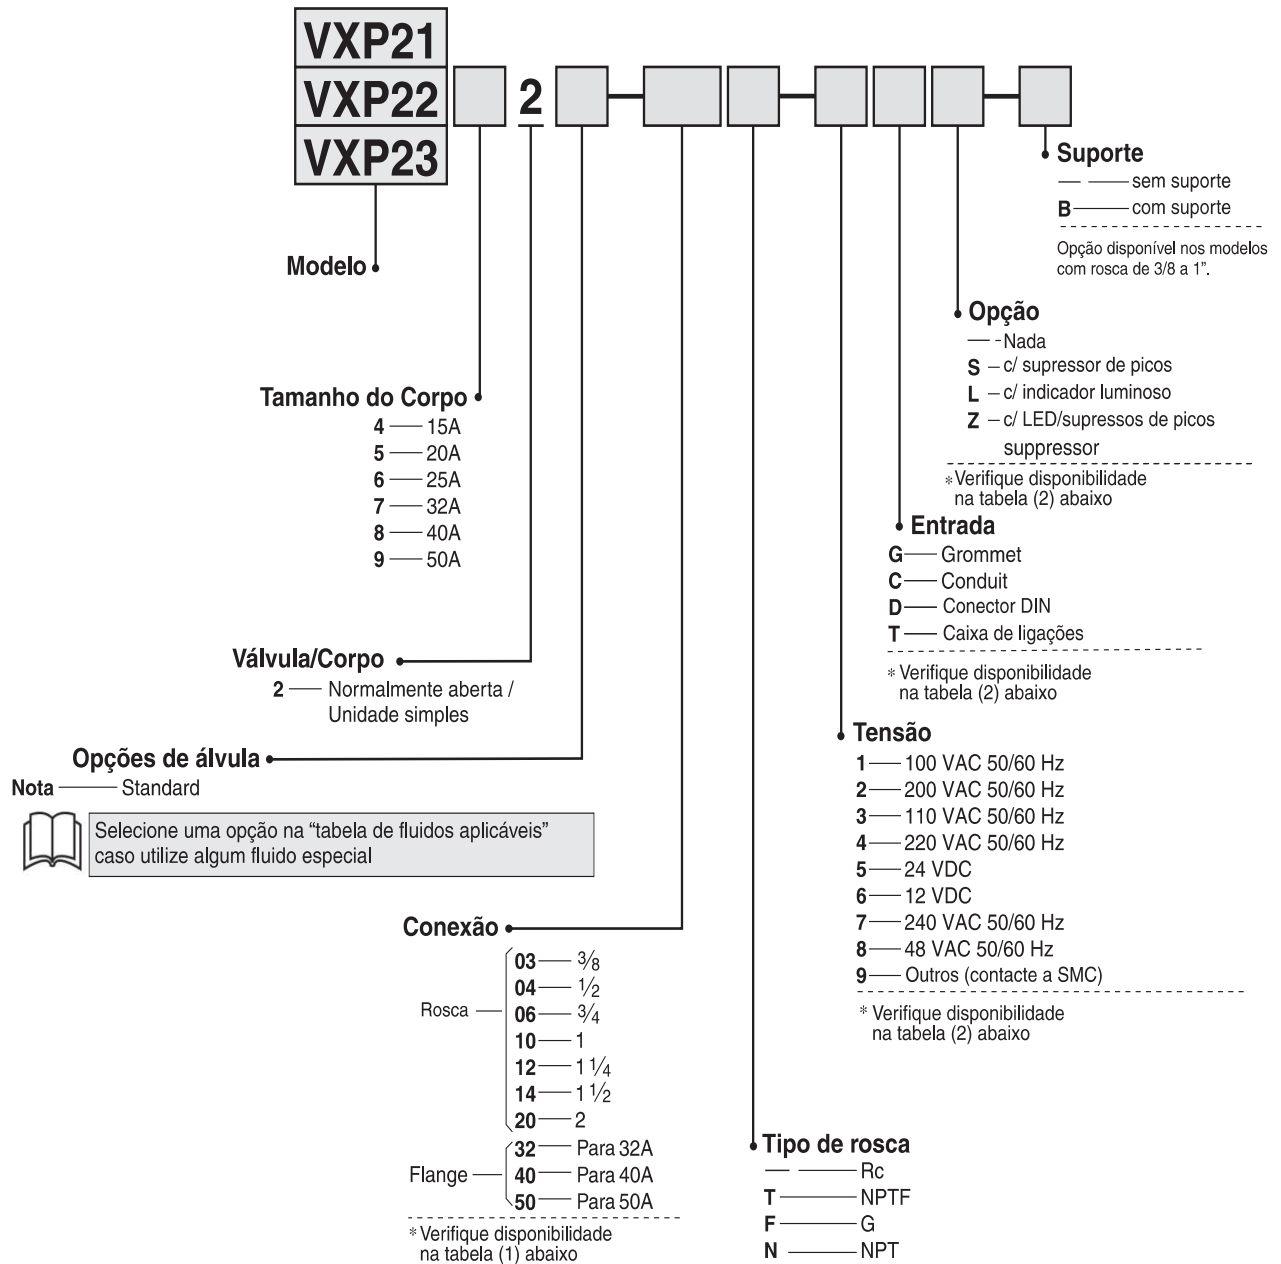 VXP21
VXP22
VXP23
2
Suporte
— sem suporte
B — com suporte
Opção disponível nos modelos
com rosca de 3/8 a 1”.
Modelo
Opção
— - Nada
S – c/ supressor de picos
L – c/ indicador luminoso
Z – c/ LED/supressos de picos
suppressor
*Verifique disponibilidade
na tabela (2) abaixo
Tamanho do Corpo
4 — 15A
5 — 20A
6 — 25A
7 — 32A
8 — 40A
9 — 50A
Entrada
G — Grommet
C — Conduit
D — Conector DIN
T — Caixa de ligações
* Verifique disponibilidade
na tabela (2) abaixo
Válvula/Corpo
2 — Normalmente aberta /
Unidade simples
Opções de álvula
Nota — Standard
Selecione uma opção na “tabela de fluidos aplicáveis”
caso utilize algum fluido especial
Tensão
1 — 100 VAC 50/60 Hz
2 — 200 VAC 50/60 Hz
3 — 110 VAC 50/60 Hz
4 — 220 VAC 50/60 Hz
5 — 24 VDC
6 — 12 VDC
7 — 240 VAC 50/60 Hz
8 — 48 VAC 50/60 Hz
9 — Outros (contacte a SMC)
* Verifique disponibilidade
na tabela (2) abaixo
Conexão
Rosca
03 — 3/8
04 — 1/2
06 — 3/4
10 — 1
12 — 1 1/4
14 — 1 1/2
20 — 2
Flange
32 — Para 32A
40 — Para 40A
50 — Para 50A
* Verifique disponibilidade
na tabela (1) abaixo
Tipo de rosca
— Rc
T — NPTF
F — G
N — NPT